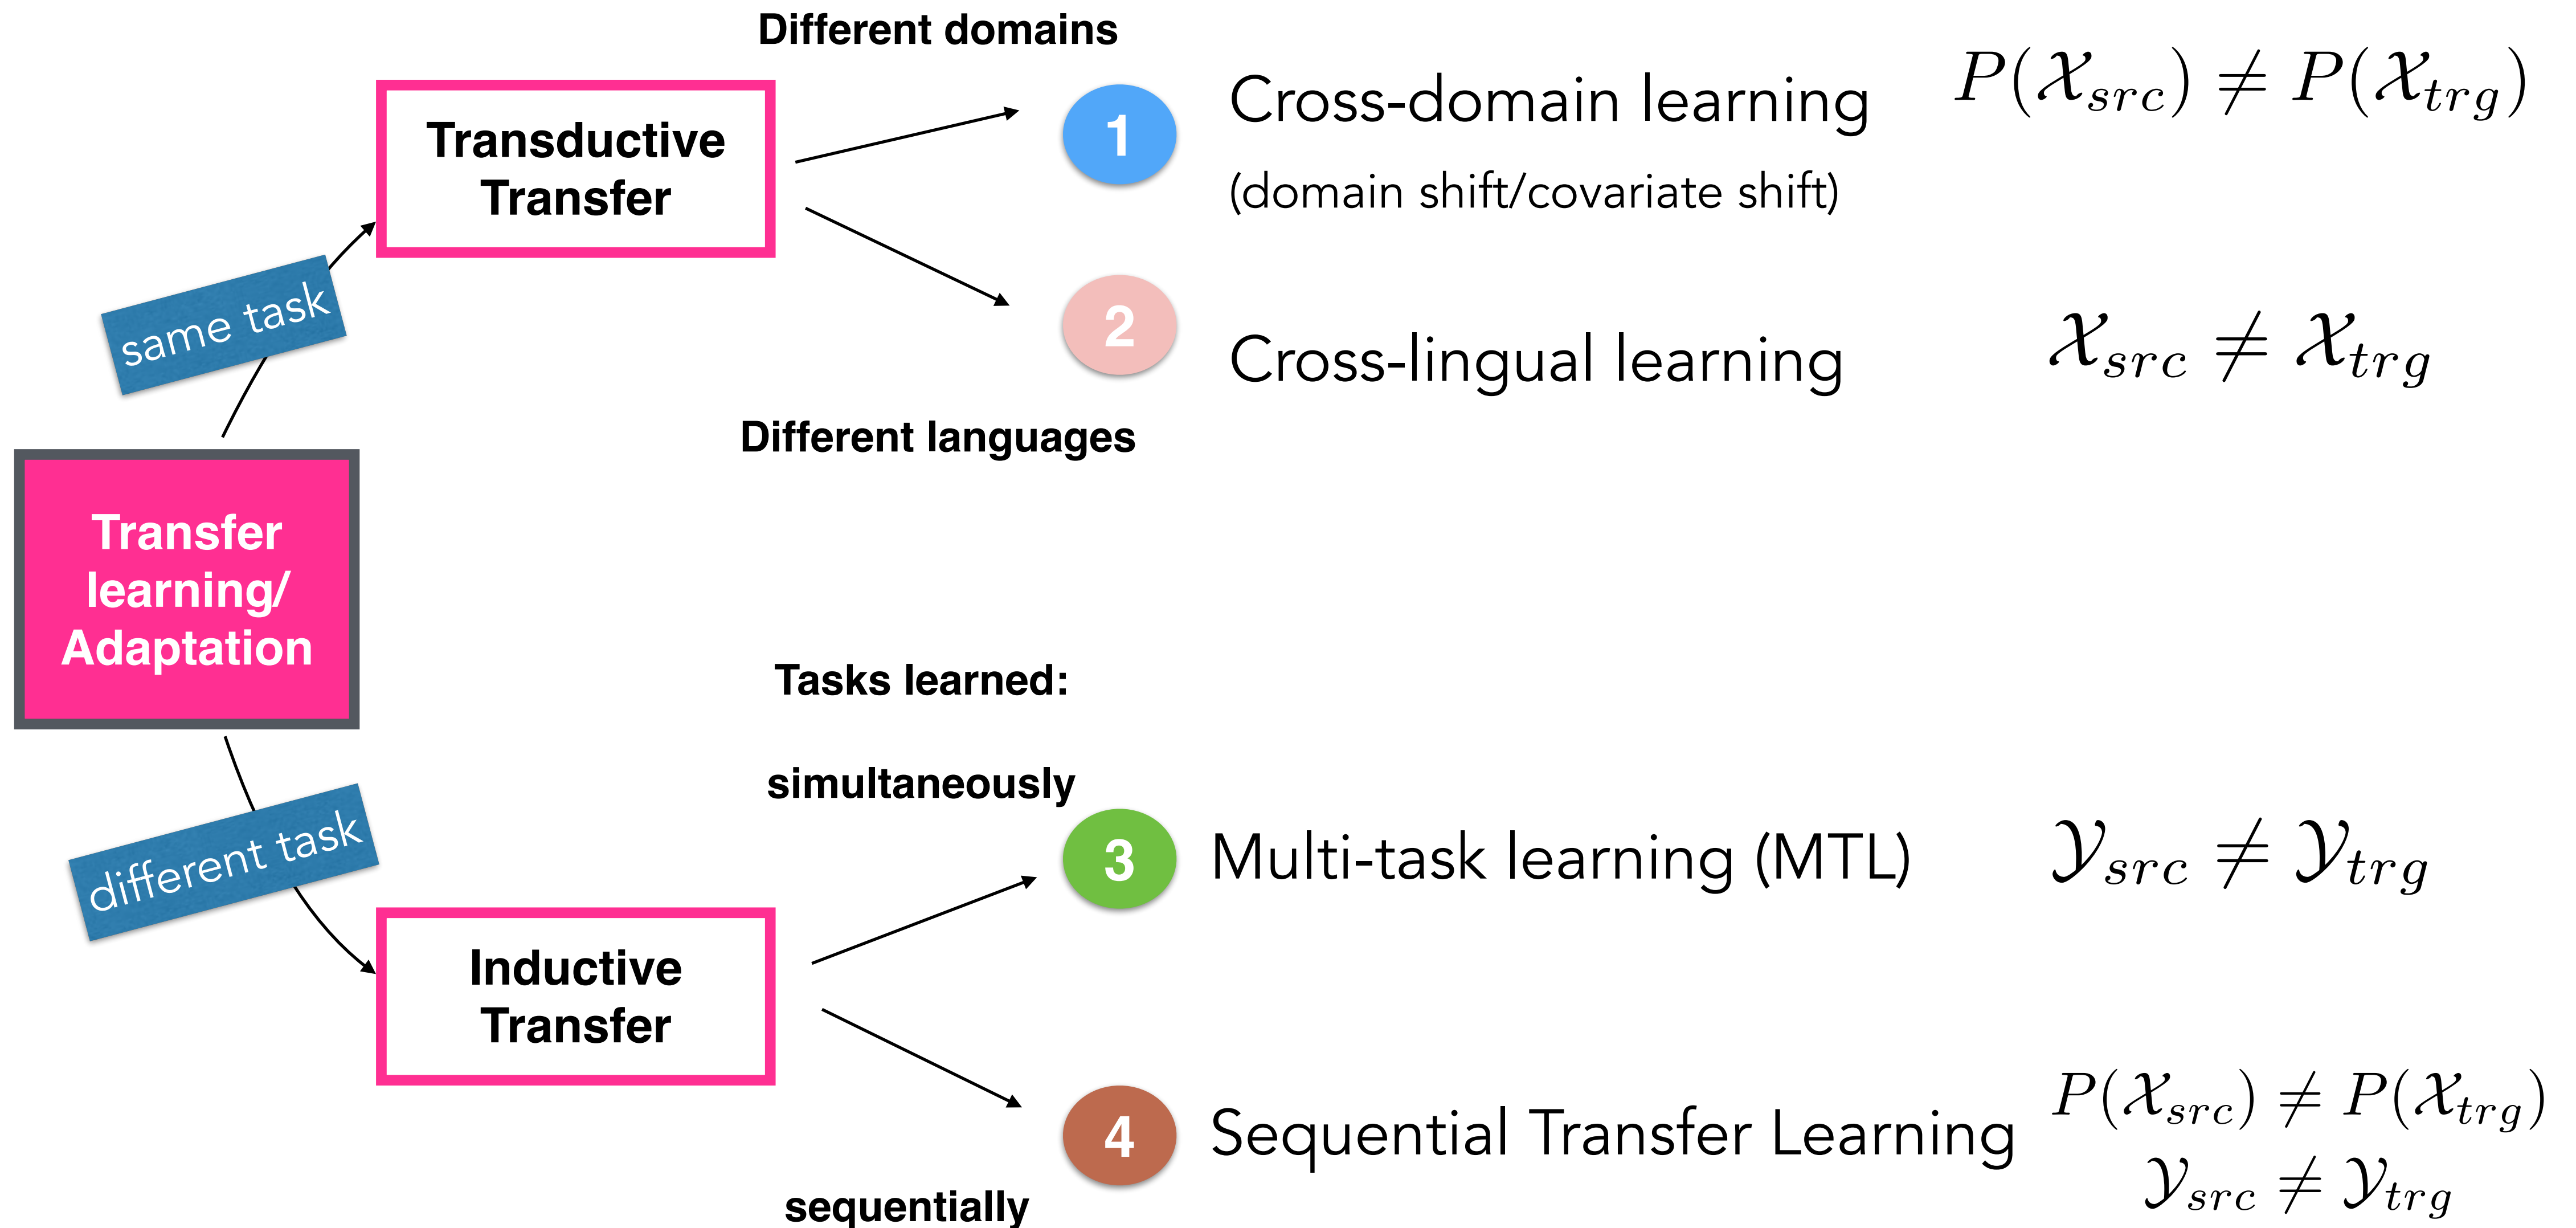 Different domains
Transductive
Transfer
1
Cross-domain learning
(domain shift/covariate shift)
P(𝒳src) ≠ P(𝒳trg)
same task
2
Cross-lingual learning
𝒳src ≠ 𝒳trg
Different languages
Transfer
learning/
Adaptation
Tasks learned:
simultaneously
different task
3
Multi-task learning (MTL)
𝒴src ≠ 𝒴trg
Inductive
Transfer
4
Sequential Transfer Learning
P(𝒳src) ≠ P(𝒳trg)
𝒴src ≠ 𝒴trg
sequentially